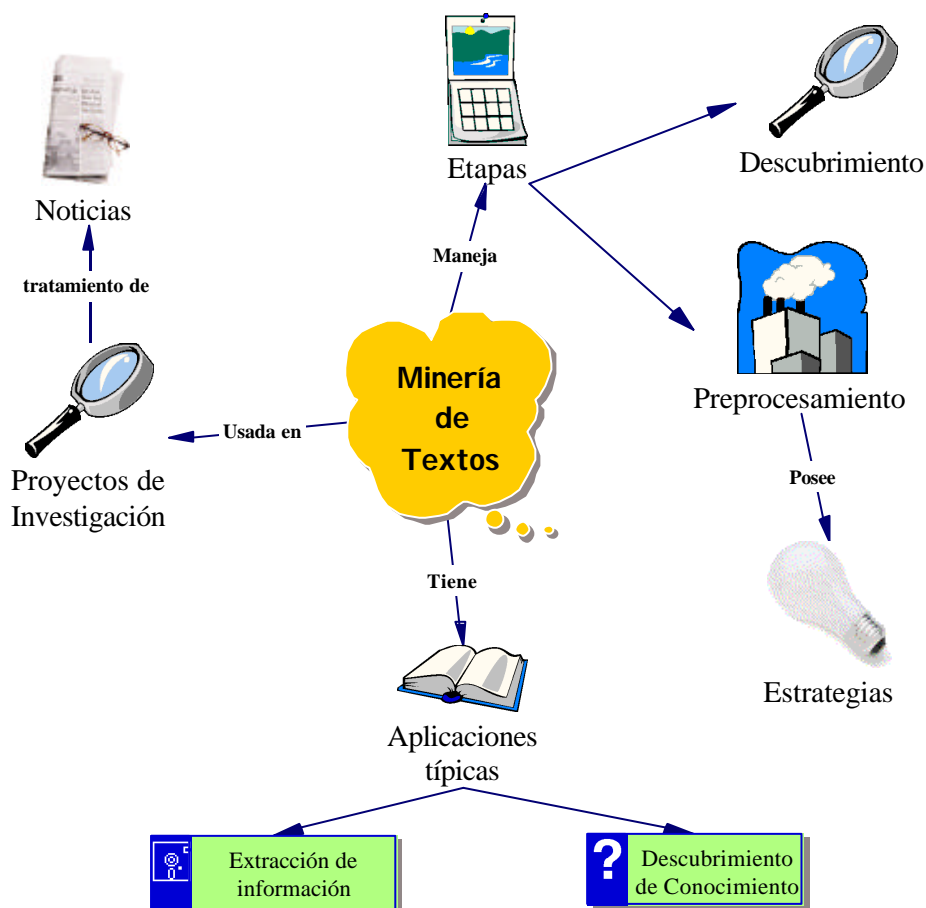 Etapas
Descubrimiento
Noticias
Maneja
tratamiento de
Minería
de
Textos
Preprocesamiento
Usada en
Proyectos de
Investigación
Posee
Tiene
Estrategias
Aplicaciones
típicas
Extracción de
información
?
Descubrimiento
de Conocimiento